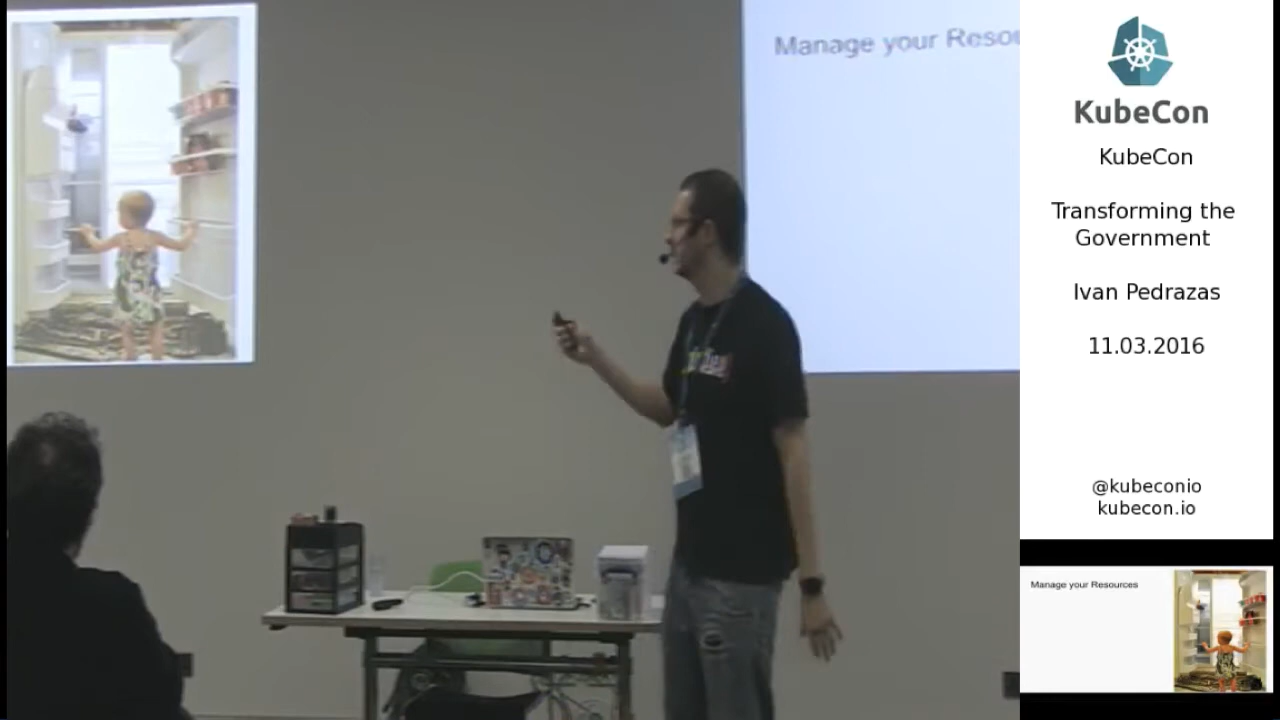 Manage your Resou
KubeCon
KubeCon
Transforming the
Government
Ivan Pedrazas
11.03.2016
@kubeconio
kubecon.io
Manage your Resources